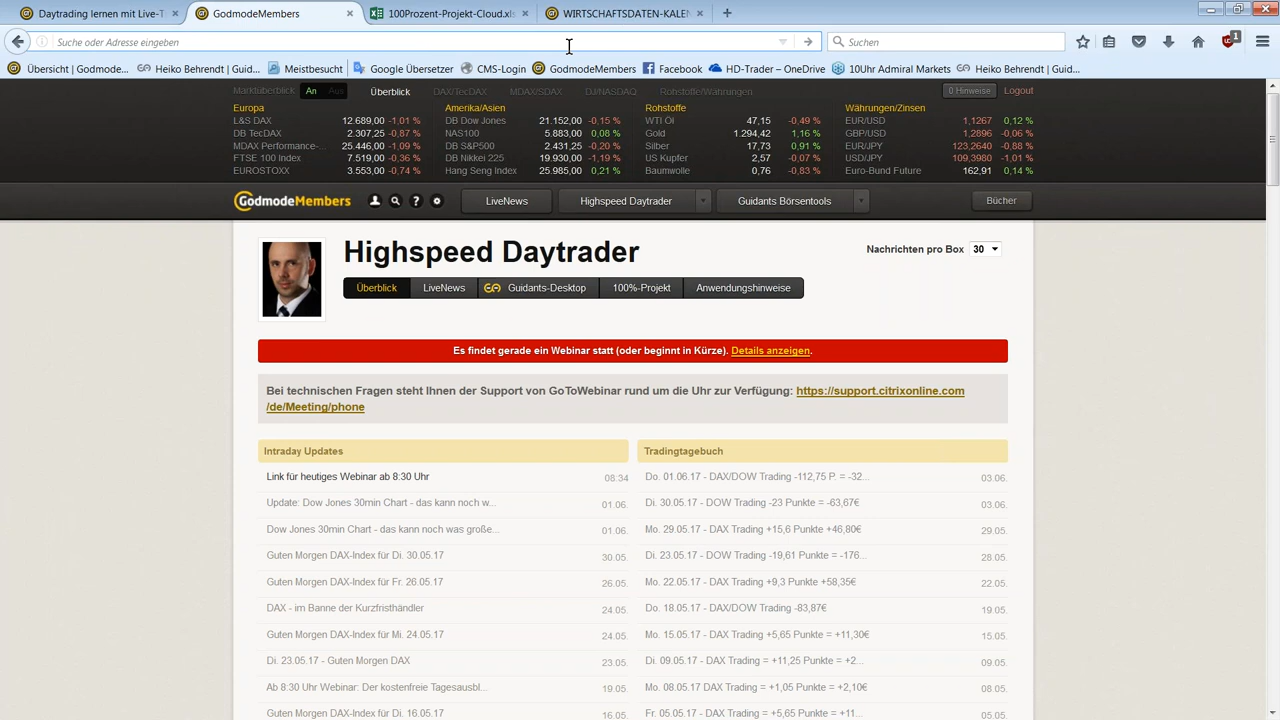 Daytrading lernen mit Live-T
GodmodeMembers
100Prozent-Projekt-Cloud.xls
WIRTSCHAFTSDATEN-KALEN
Suche oder Adresse eingeben
Suchen
1
Übersicht | Godmode...
Heiko Behrendt | Guid...
Meistbesucht
Google Übersetzer
CMS-Login
GodmodeMembers
Facebook
HD-Trader – OneDrive
10Uhr Admiral Markets
Heiko Behrendt | Guid...
Marktüberblick
An
Aus
Überblick
DAX/TecDAX
MDAX/SDAX
DJ/NASDAQ
Rohstoffe/Währungen
0 Hinweise
Logout
Europa
L&S DAX 12.689,00 -1,01 %
DB TecDAX 2.307,25 -0,87 %
MDAX Performance-... 25.446,00 -1,09 %
FTSE 100 Index 7.519,00 -0,36 %
EUROSTOXX 3.553,00 -0,74 %
Amerika/Asien
DB Dow Jones 21.152,00 -0,15 %
NAS100 5.883,00 0,08 %
DB S&P500 2.431,25 -0,20 %
DB Nikkei 225 19.930,00 -1,19 %
Hang Seng Index 25.985,00 0,21 %
Rohstoffe
WTI Öl 47,15 -0,49 %
Gold 1.294,42 1,16 %
Silber 17,73 0,91 %
US Kupfer 2,57 -0,07 %
Baumwolle 0,76 -0,83 %
Währungen/Zinsen
EUR/USD 1,1267 0,12 %
GBP/USD 1,2896 -0,06 %
EUR/JPY 123,2640 -0,88 %
USD/JPY 109,3980 -1,01 %
Euro-Bund Future 162,91 0,14 %
GodmodeMembers
LiveNews
Highspeed Daytrader
Guidants Börsentools
Bücher
Highspeed Daytrader
Nachrichten pro Box 30
Überblick
LiveNews
Guidants-Desktop
100%-Projekt
Anwendungshinweise
Es findet gerade ein Webinar statt (oder beginnt in Kürze). Details anzeigen.
Bei technischen Fragen steht Ihnen der Support von GoToWebinar rund um die Uhr zur Verfügung: https://support.citrixonline.com
/de/Meeting/phone
Intraday Updates
Link für heutiges Webinar ab 8:30 Uhr 08:34
Update: Dow Jones 30min Chart - das kann noch w... 01.06.
Dow Jones 30min Chart - das kann noch was große... 01.06.
Guten Morgen DAX-Index für Di. 30.05.17 30.05.
Guten Morgen DAX-Index für Fr. 26.05.17 26.05.
DAX - im Banne der Kurzfristhändler 24.05.
Guten Morgen DAX-Index für Mi. 24.05.17 24.05.
Di. 23.05.17 - Guten Morgen DAX 23.05.
Ab 8:30 Uhr Webinar: Der kostenfreie Tagesausbl... 19.05.
Guten Morgen DAX-Index für Di. 16.05.17 16.05.
Tradingtagebuch
Do. 01.06.17 - DAX/DOW Trading -112,75 P. = -32... 03.06.
Di. 30.05.17 - DOW Trading -23 Punkte = -63,67€ 03.06.
Mo. 29.05.17 - DAX Trading +15,6 Punkte +46,80€ 29.05.
Di. 23.05.17 - DAX Trading -19,61 Punkte = -176... 28.05.
Mo. 22.05.17 - DAX Trading +9,3 Punkte +58,35€ 22.05.
Do. 18.05.17 - DAX/DOW Trading -83,87€ 19.05.
Mo. 15.05.17 - DAX Trading +5,65 Punkte = +11,30€ 15.05.
Di. 09.05.17 - DAX Trading = +11,25 Punkte = +2... 09.05.
Mo. 08.05.17 DAX Trading = +1,05 Punkte = +2,10€ 08.05.
Fr. 05.05.17 - DAX Trading = +5,65 Punkte = +11... 05.05.